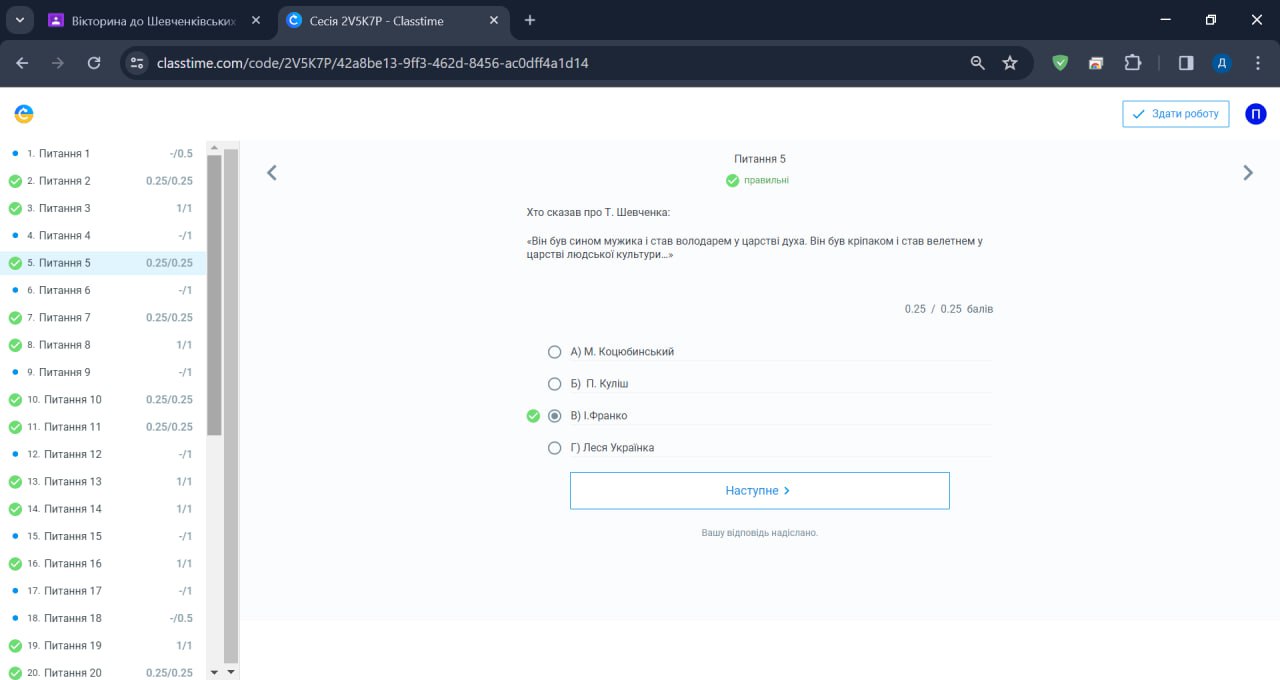 Вікторина до Шевченківських
Сесія 2V5K7P - Classtime
classtime.com/code/2V5K7P/42a8be13-9ff3-462d-8456-ac0dff4a1d14
Д
Здати роботу
П
1. Питання 1 -/0.5
2. Питання 2 0.25/0.25
3. Питання 3 1/1
4. Питання 4 -/1
5. Питання 5 0.25/0.25
6. Питання 6 -/1
7. Питання 7 0.25/0.25
8. Питання 8 1/1
9. Питання 9 -/1
10. Питання 10 0.25/0.25
11. Питання 11 0.25/0.25
12. Питання 12 -/1
13. Питання 13 1/1
14. Питання 14 1/1
15. Питання 15 -/1
16. Питання 16 1/1
17. Питання 17 -/1
18. Питання 18 -/0.5
19. Питання 19 1/1
20. Питання 20 0.25/0.25
Питання 5
правильні
Хто сказав про Т. Шевченка:
«Він був сином мужика і став володарем у царстві духа. Він був кріпаком і став велетнем у
царстві людської культури…»
0.25 / 0.25 балів
А) М. Коцюбинський
Б) П. Куліш
В) І.Франко
Г) Леся Українка
Наступне
Вашу відповідь надіслано.